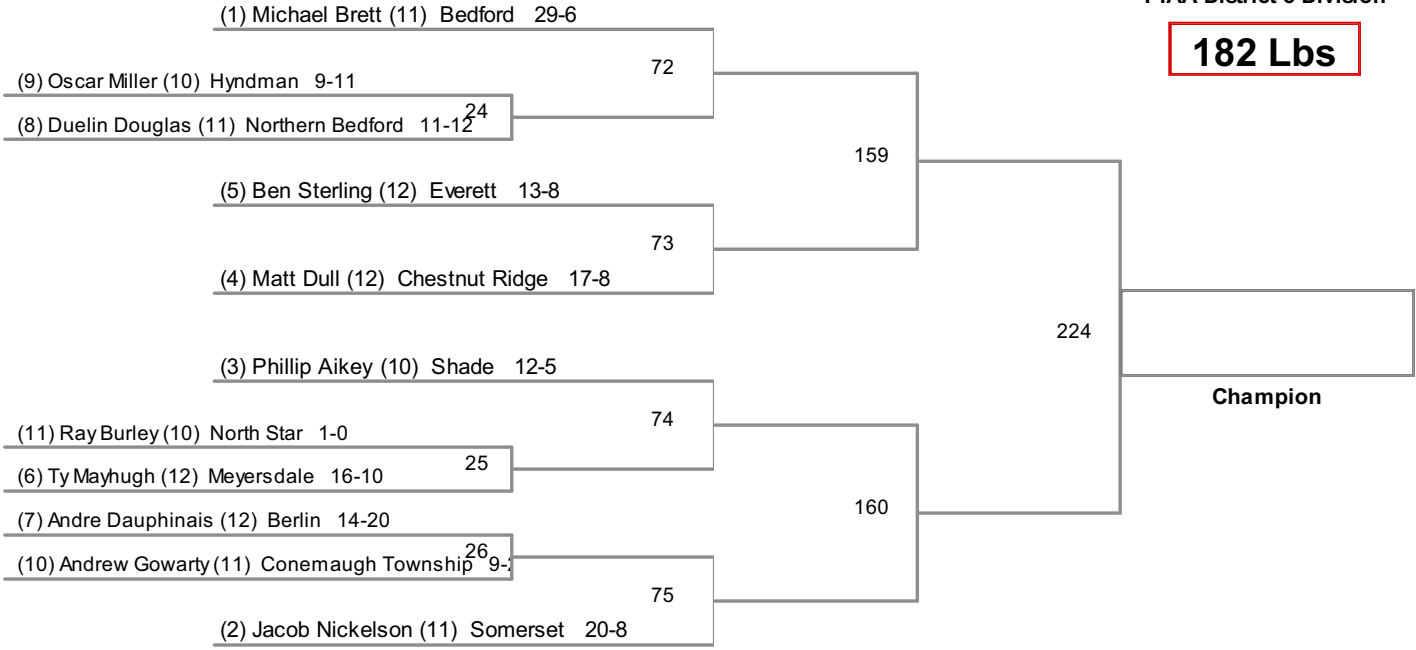 PIAA District 5 Division
182 Lbs
(1) Michael Brett (11) Bedford 29-6
72
(9) Oscar Miller (10) Hyndman 9-11
24
(8) Duelin Douglas (11) Northern Bedford 11-12
159
(5) Ben Sterling (12) Everett 13-8
73
(4) Matt Dull (12) Chestnut Ridge 17-8
224
(3) Phillip Aikey (10) Shade 12-5
Champion
74
(11) Ray Burley (10) North Star 1-0
25
(6) Ty Mayhugh (12) Meyersdale 16-10
160
(7) Andre Dauphinais (12) Berlin 14-20
26
(10) Andrew Gowarty (11) Conemaugh Township 9-
75
(2) Jacob Nickelson (11) Somerset 20-8